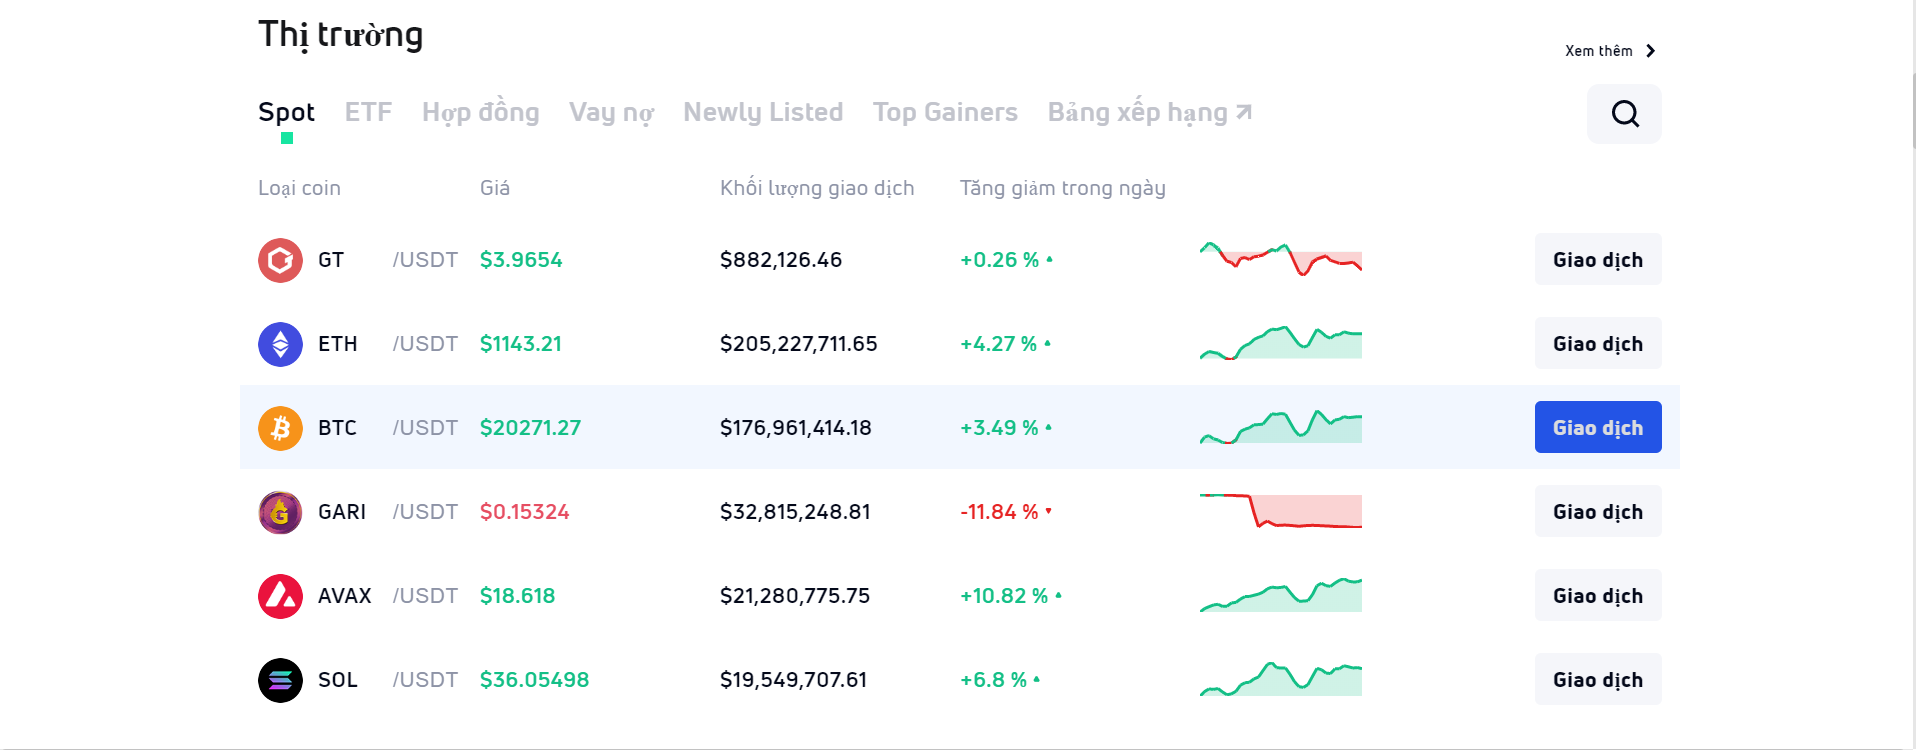 Thị trường
Xem thêm
Spot ETF Hợp đồng Vay nợ Newly Listed Top Gainers Bảng xếp hạng
Loại coin Giá Khối lượng giao dịch Tăng giảm trong ngày
GT /USDT $3.9654 $882,126.46 +0.26 % Giao dịch
ETH /USDT $1143.21 $205,227,711.65 +4.27 % Giao dịch
BTC /USDT $20271.27 $176,961,414.18 +3.49 % Giao dịch
GARI /USDT $0.15324 $32,815,248.81 -11.84 % Giao dịch
AVAX /USDT $18.618 $21,280,775.75 +10.82 % Giao dịch
SOL /USDT $36.05498 $19,549,707.61 +6.8 % Giao dịch